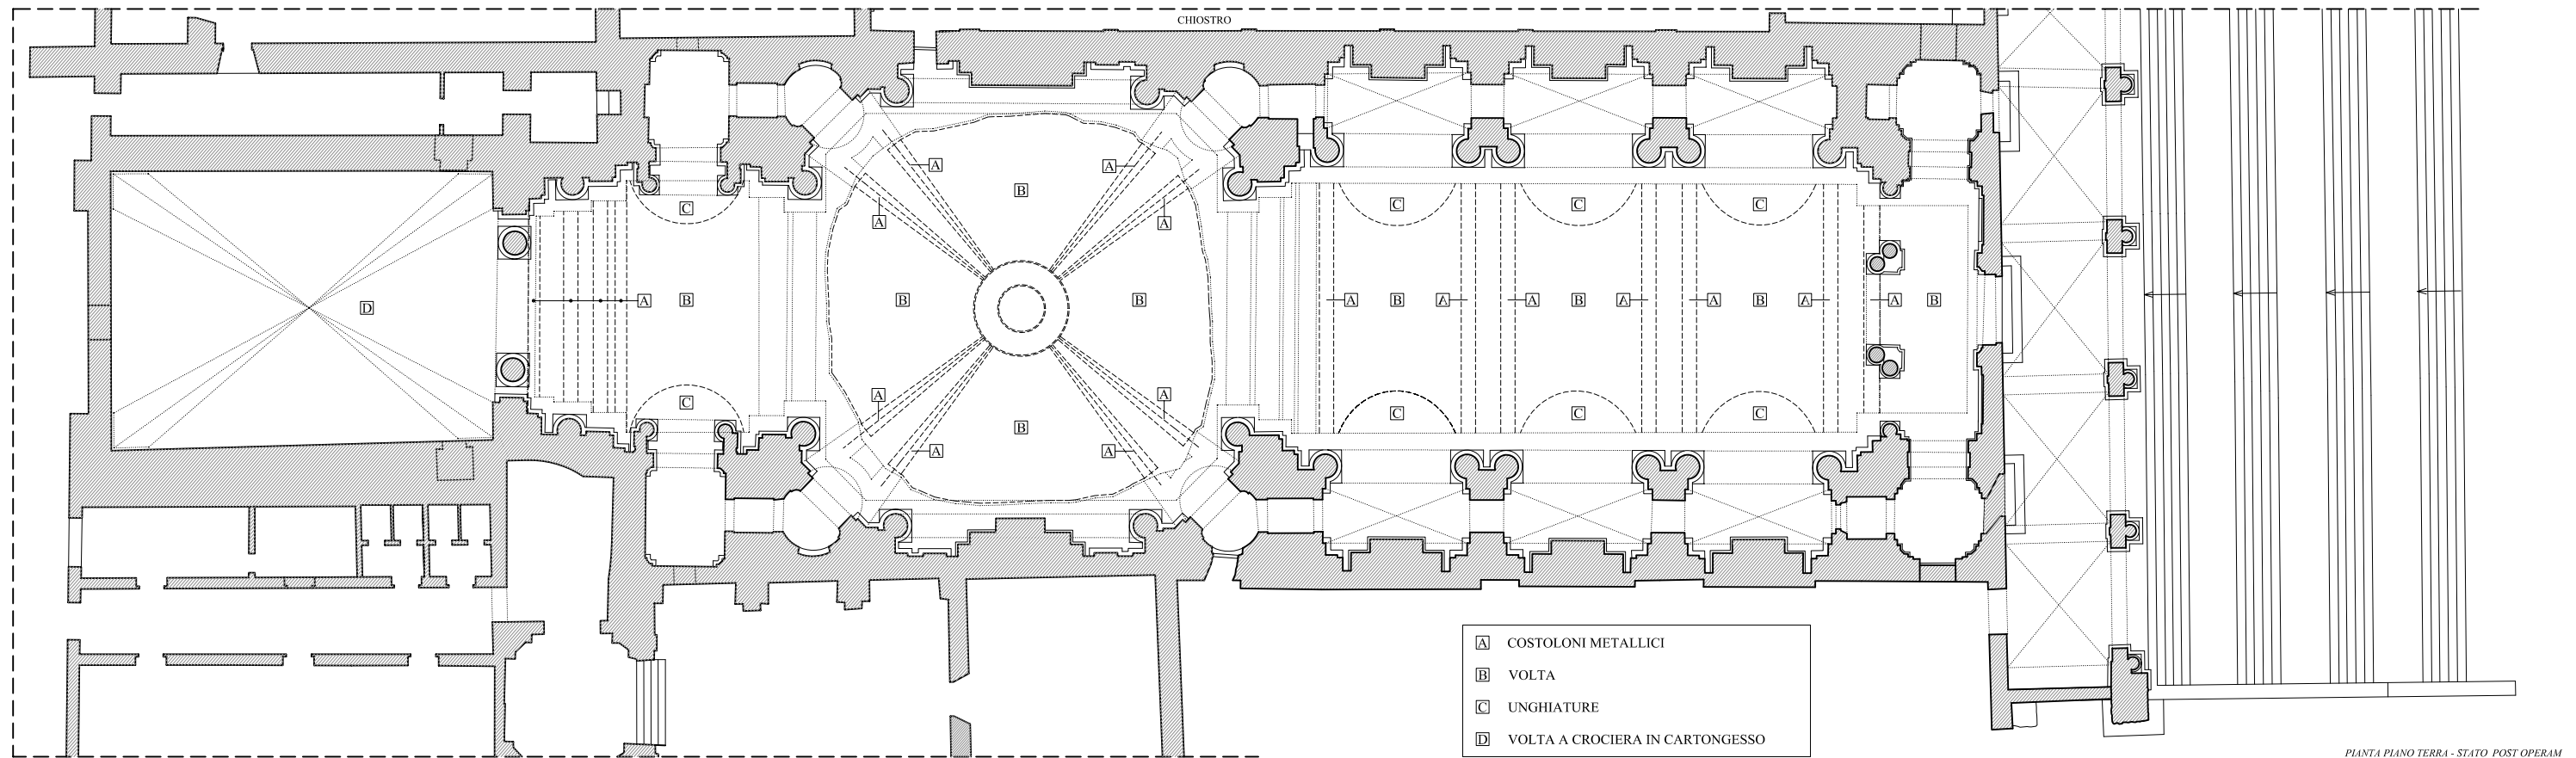 CHIOSTRO
A
A
B
A
A
C
C
C
C
A
A
B
B
B
A
B
A
B
A
A
B
A
A
B
A
A
B
D
A
A
C
C
C
C
B
A
A
A COSTOLONI METALLICI
B VOLTA
C UNGHIATURE
D VOLTA A CROCIERA IN CARTONGESSO
PIANTA PIANO TERRA - STATO POST OPERAM